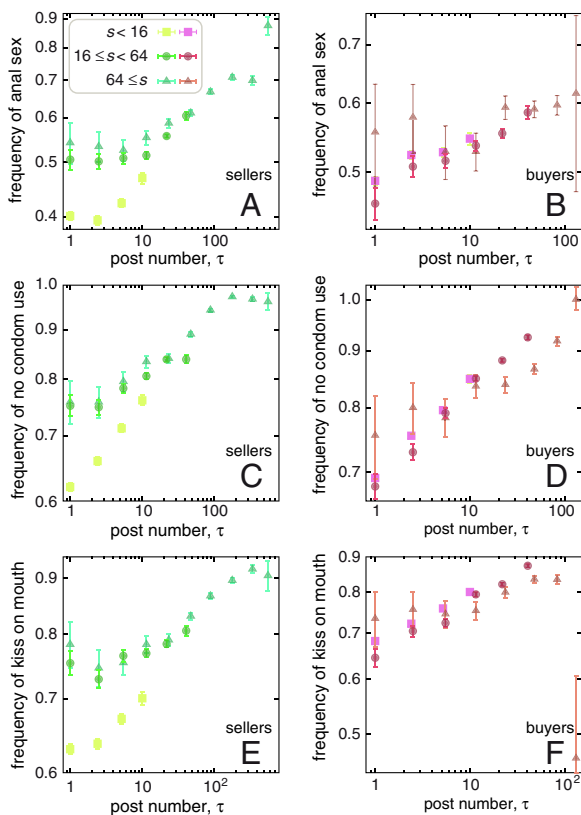 0.9
0.8
0.7
0.6
0.5
0.4
frequency of anal sex
s < 16
16 ≤ s < 64
64 ≤ s
sellers
A
1
10
100
post number, τ
0.7
0.6
0.5
frequency of anal sex
buyers
B
1
10
100
post number, τ
1.0
0.9
0.8
0.7
0.6
frequency of no condom use
sellers
C
1
10
100
post number, τ
1.0
0.9
0.8
0.7
frequency of no condom use
buyers
D
1
10
100
post number, τ
0.9
0.8
0.7
0.6
frequency of kiss on mouth
sellers
E
1
10
10²
post number, τ
0.9
0.8
0.7
0.6
0.5
frequency of kiss on mouth
buyers
F
1
10
10²
post number, τ